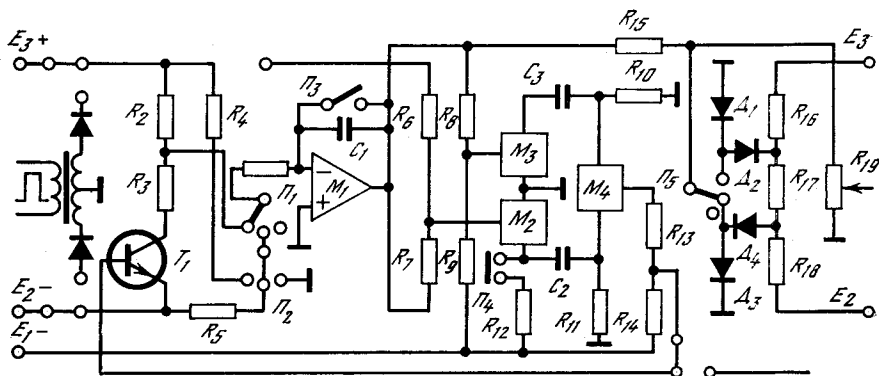 E₃+
R₂
R₄
R₃
T₁
E₂-
E₁-
R₅
П₁
П₂
П₃
C₁
M₁
R₆
R₇
R₈
R₉
C₃
M₃
M₂
П₄
R₁₂
C₂
R₁₅
R₁₀
M₄
R₁₁
R₁₃
R₁₄
П₅
Д₁
Д₂
Д₄
Д₃
R₁₆
R₁₇
R₁₈
E₃
R₁₉
E₂